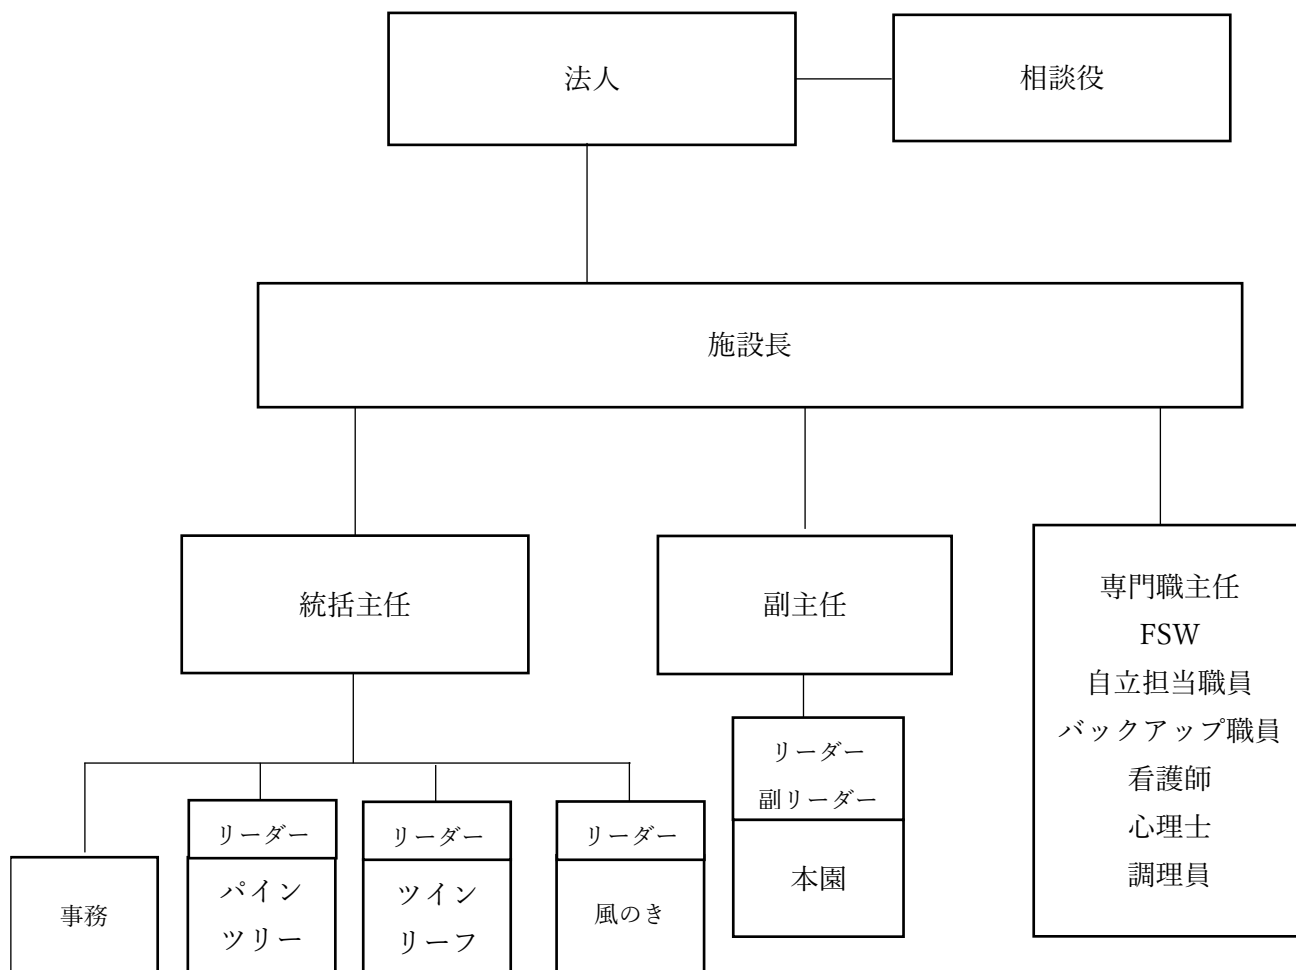 法人
相談役
施設長
統括主任
副主任
専門職主任
FSW
自立担当職員
バックアップ職員
看護師
心理士
調理員
リーダー
副リーダー
本園
事務
リーダー
パイン
ツリー
リーダー
ツイン
リーフ
リーダー
風のき